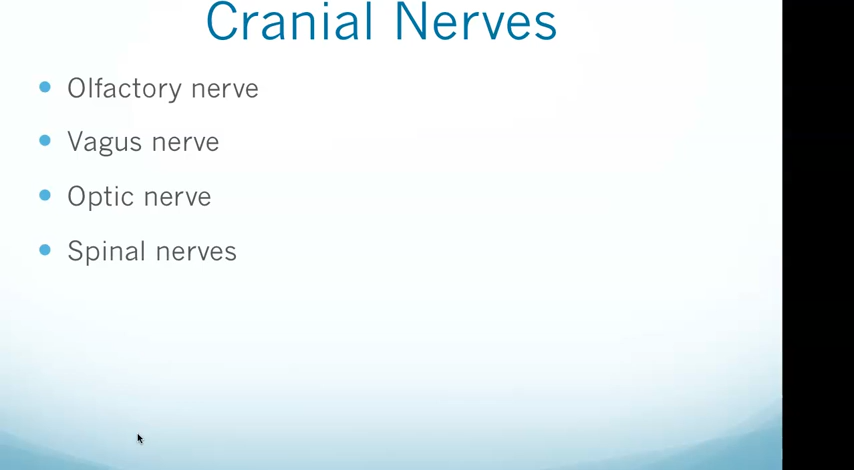 Cranial Nerves
• Olfactory nerve
• Vagus nerve
• Optic nerve
• Spinal nerves